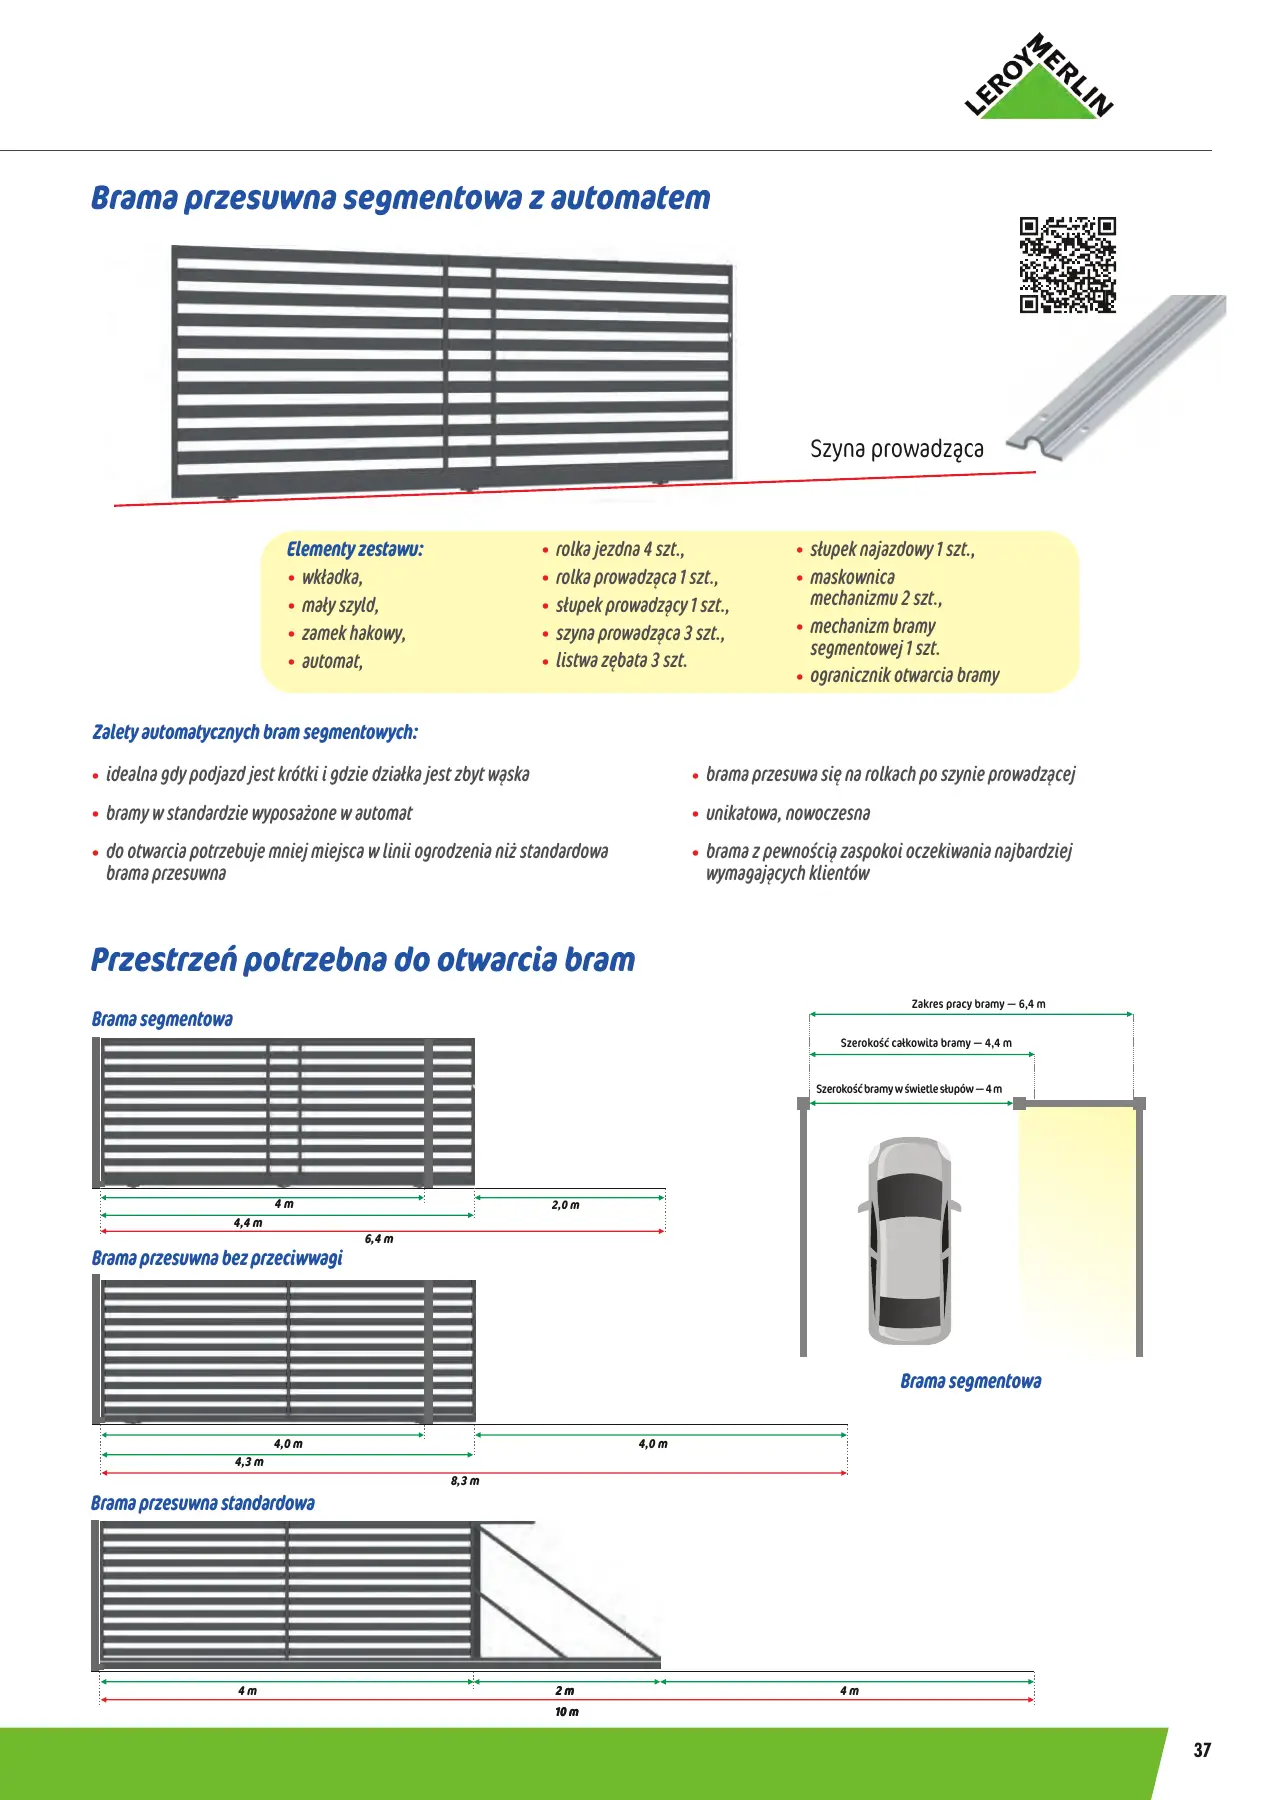 LEROY MERLIN
Brama przesuwna segmentowa z automatem
Szyna prowadząca
Elementy zestawu:
• wkładka,
• mały szyld,
• zamek hakowy,
• automat,
• rolka jezdna 4 szt.,
• rolka prowadząca 1 szt.,
• słupek prowadzący 1 szt.,
• szyna prowadząca 3 szt.,
• listwa zębata 3 szt.
• słupek najazdowy 1 szt.,
• maskownica
mechanizmu 2 szt.,
• mechanizm bramy
segmentowej 1 szt.
• ogranicznik otwarcia bramy
Zalety automatycznych bram segmentowych:
• idealna gdy podjazd jest krótki i gdzie działka jest zbyt wąska
• bramy w standardzie wyposażone w automat
• do otwarcia potrzebuje mniej miejsca w linii ogrodzenia niż standardowa
brama przesuwna
• brama przesuwa się na rolkach po szynie prowadzącej
• unikatowa, nowoczesna
• brama z pewnością zaspokoi oczekiwania najbardziej
wymagających klientów
Przestrzeń potrzebna do otwarcia bram
Brama segmentowa
4 m
2,0 m
4,4 m
6,4 m
Brama przesuwna bez przeciwwagi
4,0 m
4,0 m
4,3 m
8,3 m
Brama przesuwna standardowa
4 m
2 m
4 m
10 m
Zakres pracy bramy — 6,4 m
Szerokość całkowita bramy — 4,4 m
Szerokość bramy w świetle słupów — 4 m
Brama segmentowa
37